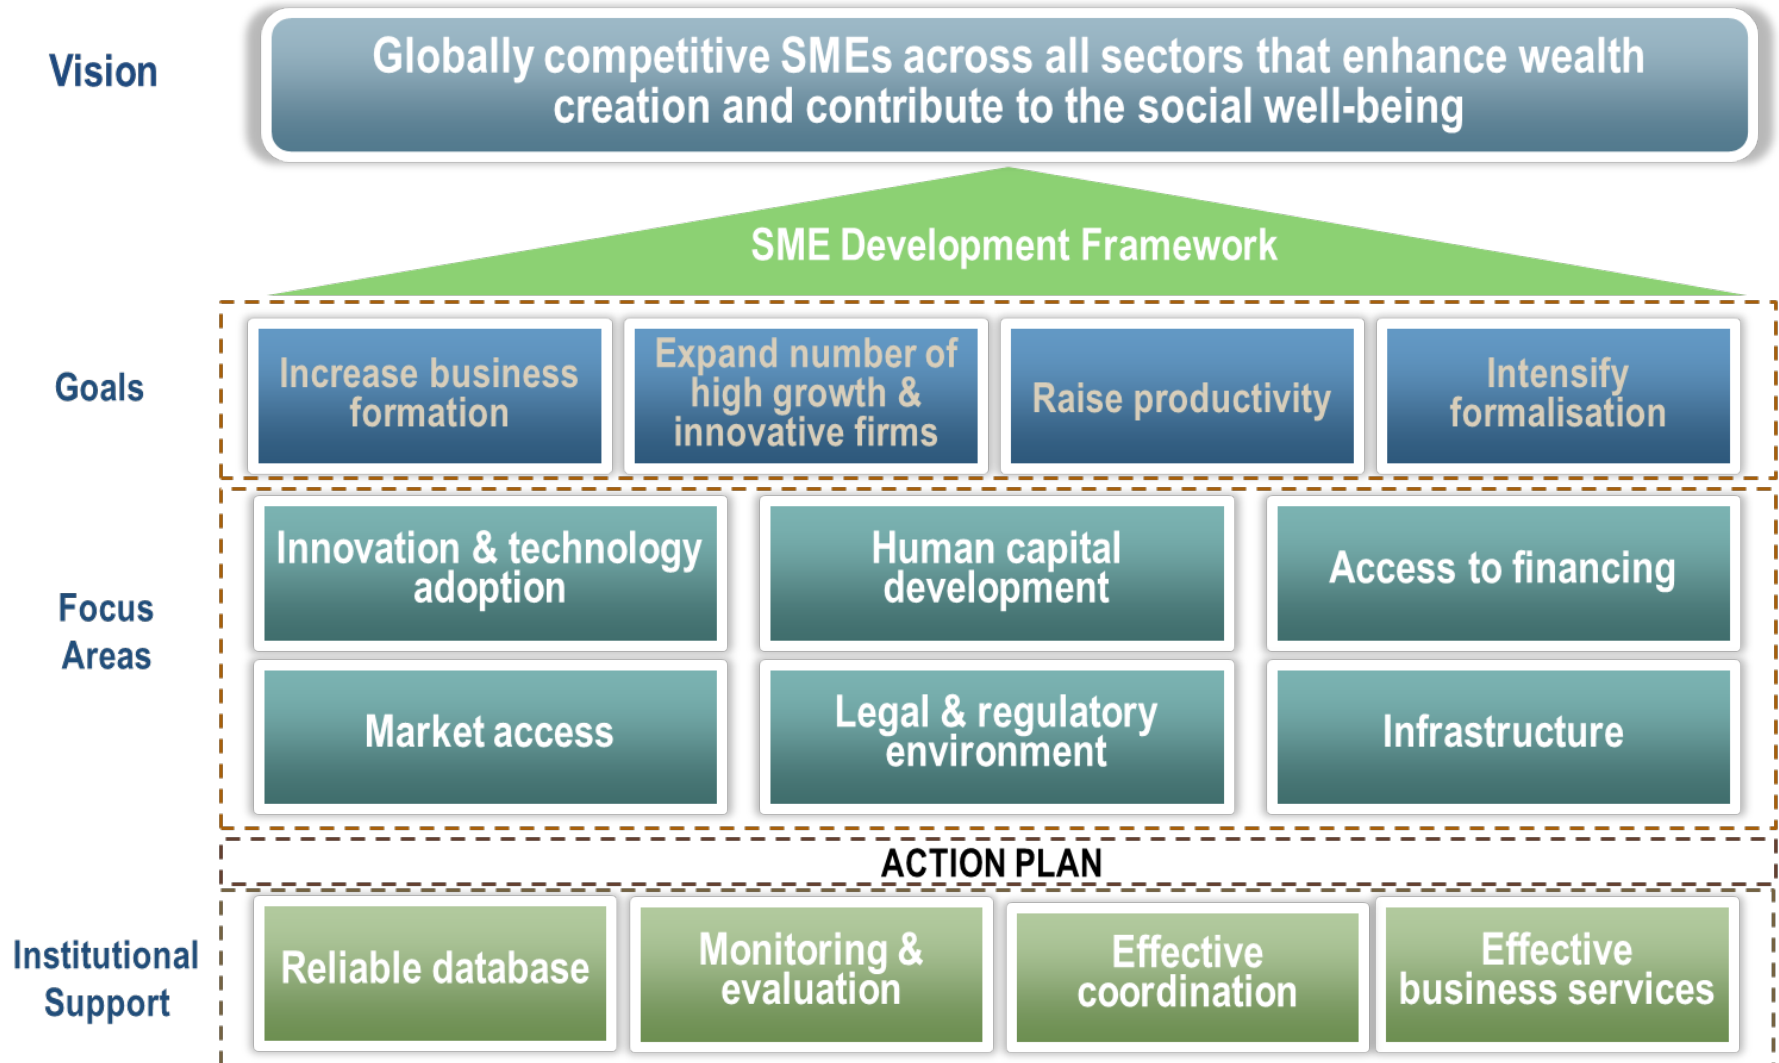 Vision
Globally competitive SMEs across all sectors that enhance wealth
creation and contribute to the social well-being
SME Development Framework
Goals
Increase business
formation
Expand number of
high growth &
innovative firms
Raise productivity
Intensify
formalisation
Focus
Areas
Innovation & technology
adoption
Human capital
development
Access to financing
Market access
Legal & regulatory
environment
Infrastructure
ACTION PLAN
Institutional
Support
Reliable database
Monitoring &
evaluation
Effective
coordination
Effective
business services